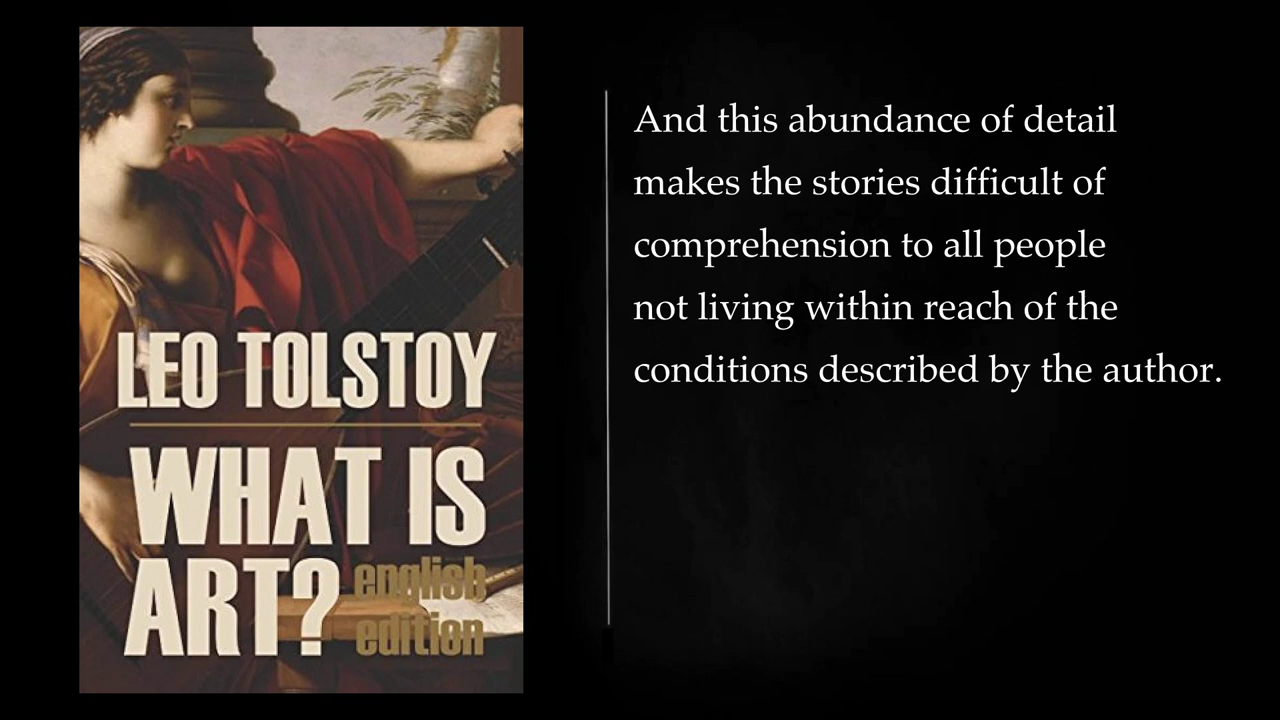 LEO TOLSTOY
WHAT IS
ART?
english
edition
And this abundance of detail
makes the stories difficult of
comprehension to all people
not living within reach of the
conditions described by the author.